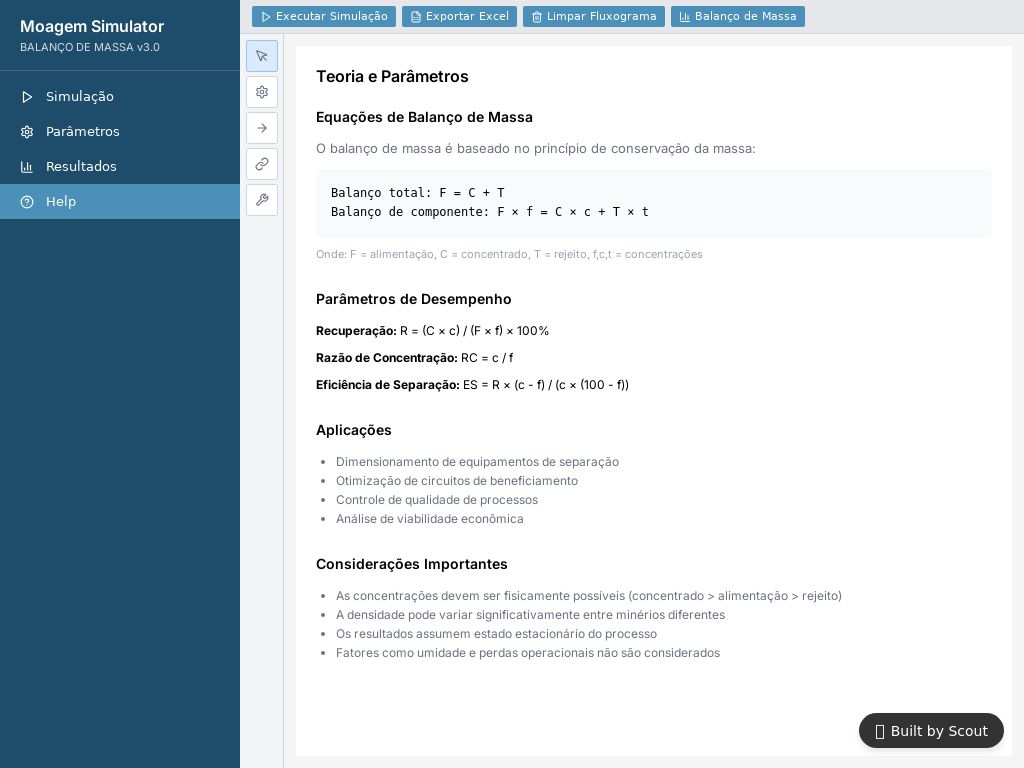 Moagem Simulator
BALANÇO DE MASSA v3.0
Simulação
Parâmetros
Resultados
Help
Executar Simulação
Exportar Excel
Limpar Fluxograma
Balanço de Massa
Teoria e Parâmetros
Equações de Balanço de Massa
O balanço de massa é baseado no princípio de conservação da massa:
Balanço total: F = C + T
Balanço de componente: F × f = C × c + T × t
Onde: F = alimentação, C = concentrado, T = rejeito, f,c,t = concentrações
Parâmetros de Desempenho
Recuperação: R = (C × c) / (F × f) × 100%
Razão de Concentração: RC = c / f
Eficiência de Separação: ES = R × (c - f) / (c × (100 - f))
Aplicações
• Dimensionamento de equipamentos de separação
• Otimização de circuitos de beneficiamento
• Controle de qualidade de processos
• Análise de viabilidade econômica
Considerações Importantes
• As concentrações devem ser fisicamente possíveis (concentrado > alimentação > rejeito)
• A densidade pode variar significativamente entre minérios diferentes
• Os resultados assumem estado estacionário do processo
• Fatores como umidade e perdas operacionais não são considerados
Built by Scout